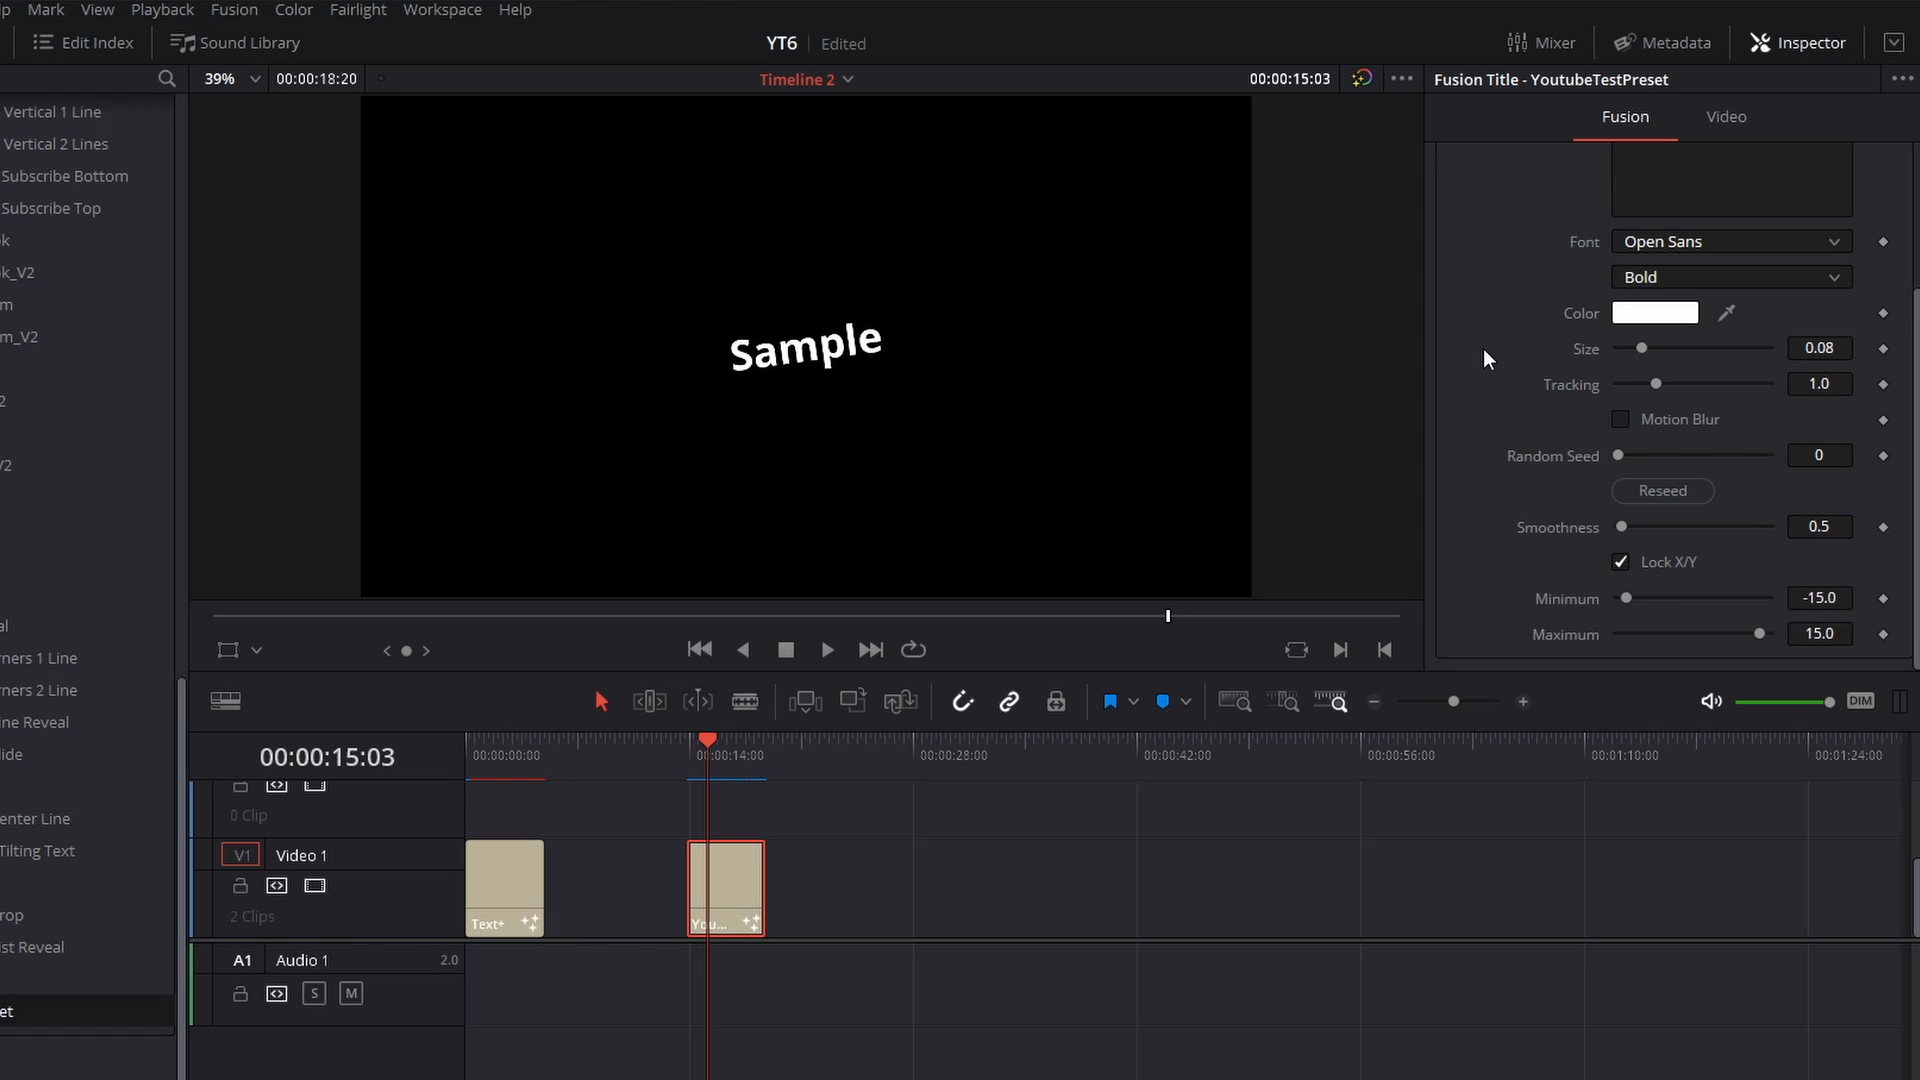 Mark View Playback Fusion Color Fairlight Workspace Help
Edit Index Sound Library YT6 Edited Mixer Metadata Inspector
39% 00:00:18:20 Timeline 2 00:00:15:03 Fusion Title - YoutubeTestPreset
Fusion Video
Vertical 1 Line
Vertical 2 Lines
Subscribe Bottom
Subscribe Top
k_V2
m_V2
/2
al
rners 1 Line
rners 2 Line
ine Reveal
lide
enter Line
Tilting Text
rop
ist Reveal
et
Sample
Font Open Sans
Bold
Color
Size 0.08
Tracking 1.0
Motion Blur
Random Seed 0
Reseed
Smoothness 0.5
Lock X/Y
Minimum -15.0
Maximum 15.0
DIM
00:00:15:03 00:00:00:00 00:00:14:00 00:00:28:00 00:00:42:00 00:00:56:00 00:01:10:00 00:01:24:00
0 Clip
V1 Video 1
2 Clips
Text+ You...
A1 Audio 1 2.0
S M